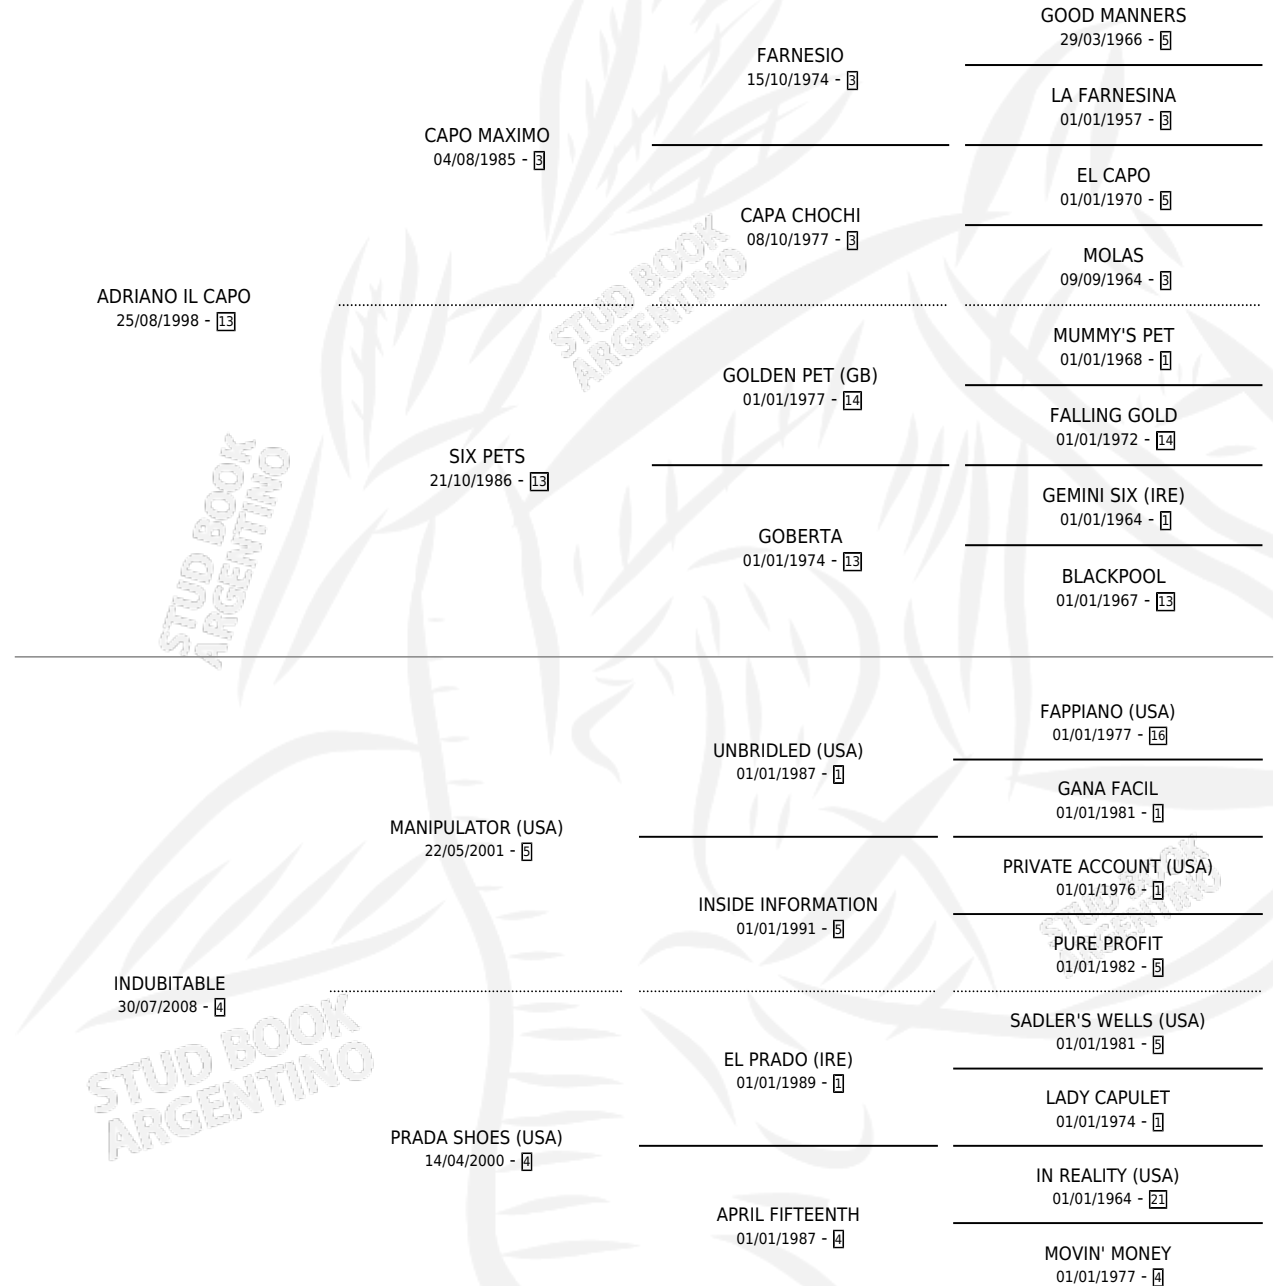 GOOD MANNERS
29/03/1966 - 5
FARNESIO
15/10/1974 - 3
LA FARNESINA
01/01/1957 - 3
CAPO MAXIMO
04/08/1985 - 3
EL CAPO
01/01/1970 - 5
CAPA CHOCHI
08/10/1977 - 3
MOLAS
09/09/1964 - 3
ADRIANO IL CAPO
25/08/1998 - 13
MUMMY'S PET
01/01/1968 - 1
GOLDEN PET (GB)
01/01/1977 - 14
FALLING GOLD
01/01/1972 - 14
SIX PETS
21/10/1986 - 13
GEMINI SIX (IRE)
01/01/1964 - 1
GOBERTA
01/01/1974 - 13
BLACKPOOL
01/01/1967 - 13
FAPPIANO (USA)
01/01/1977 - 16
UNBRIDLED (USA)
01/01/1987 - 1
GANA FACIL
01/01/1981 - 1
MANIPULATOR (USA)
22/05/2001 - 5
PRIVATE ACCOUNT (USA)
01/01/1976 - 1
INSIDE INFORMATION
01/01/1991 - 5
PURE PROFIT
01/01/1982 - 5
INDUBITABLE
30/07/2008 - 4
SADLER'S WELLS (USA)
01/01/1981 - 5
EL PRADO (IRE)
01/01/1989 - 1
LADY CAPULET
01/01/1974 - 1
PRADA SHOES (USA)
14/04/2000 - 4
IN REALITY (USA)
01/01/1964 - 21
APRIL FIFTEENTH
01/01/1987 - 4
MOVIN' MONEY
01/01/1977 - 4
STUD BOOK
ARGENTINO
STUD BOOK
ARGENTINO
STUD BOOK
ARGENTINO
STUD BOOK
ARGENTINO